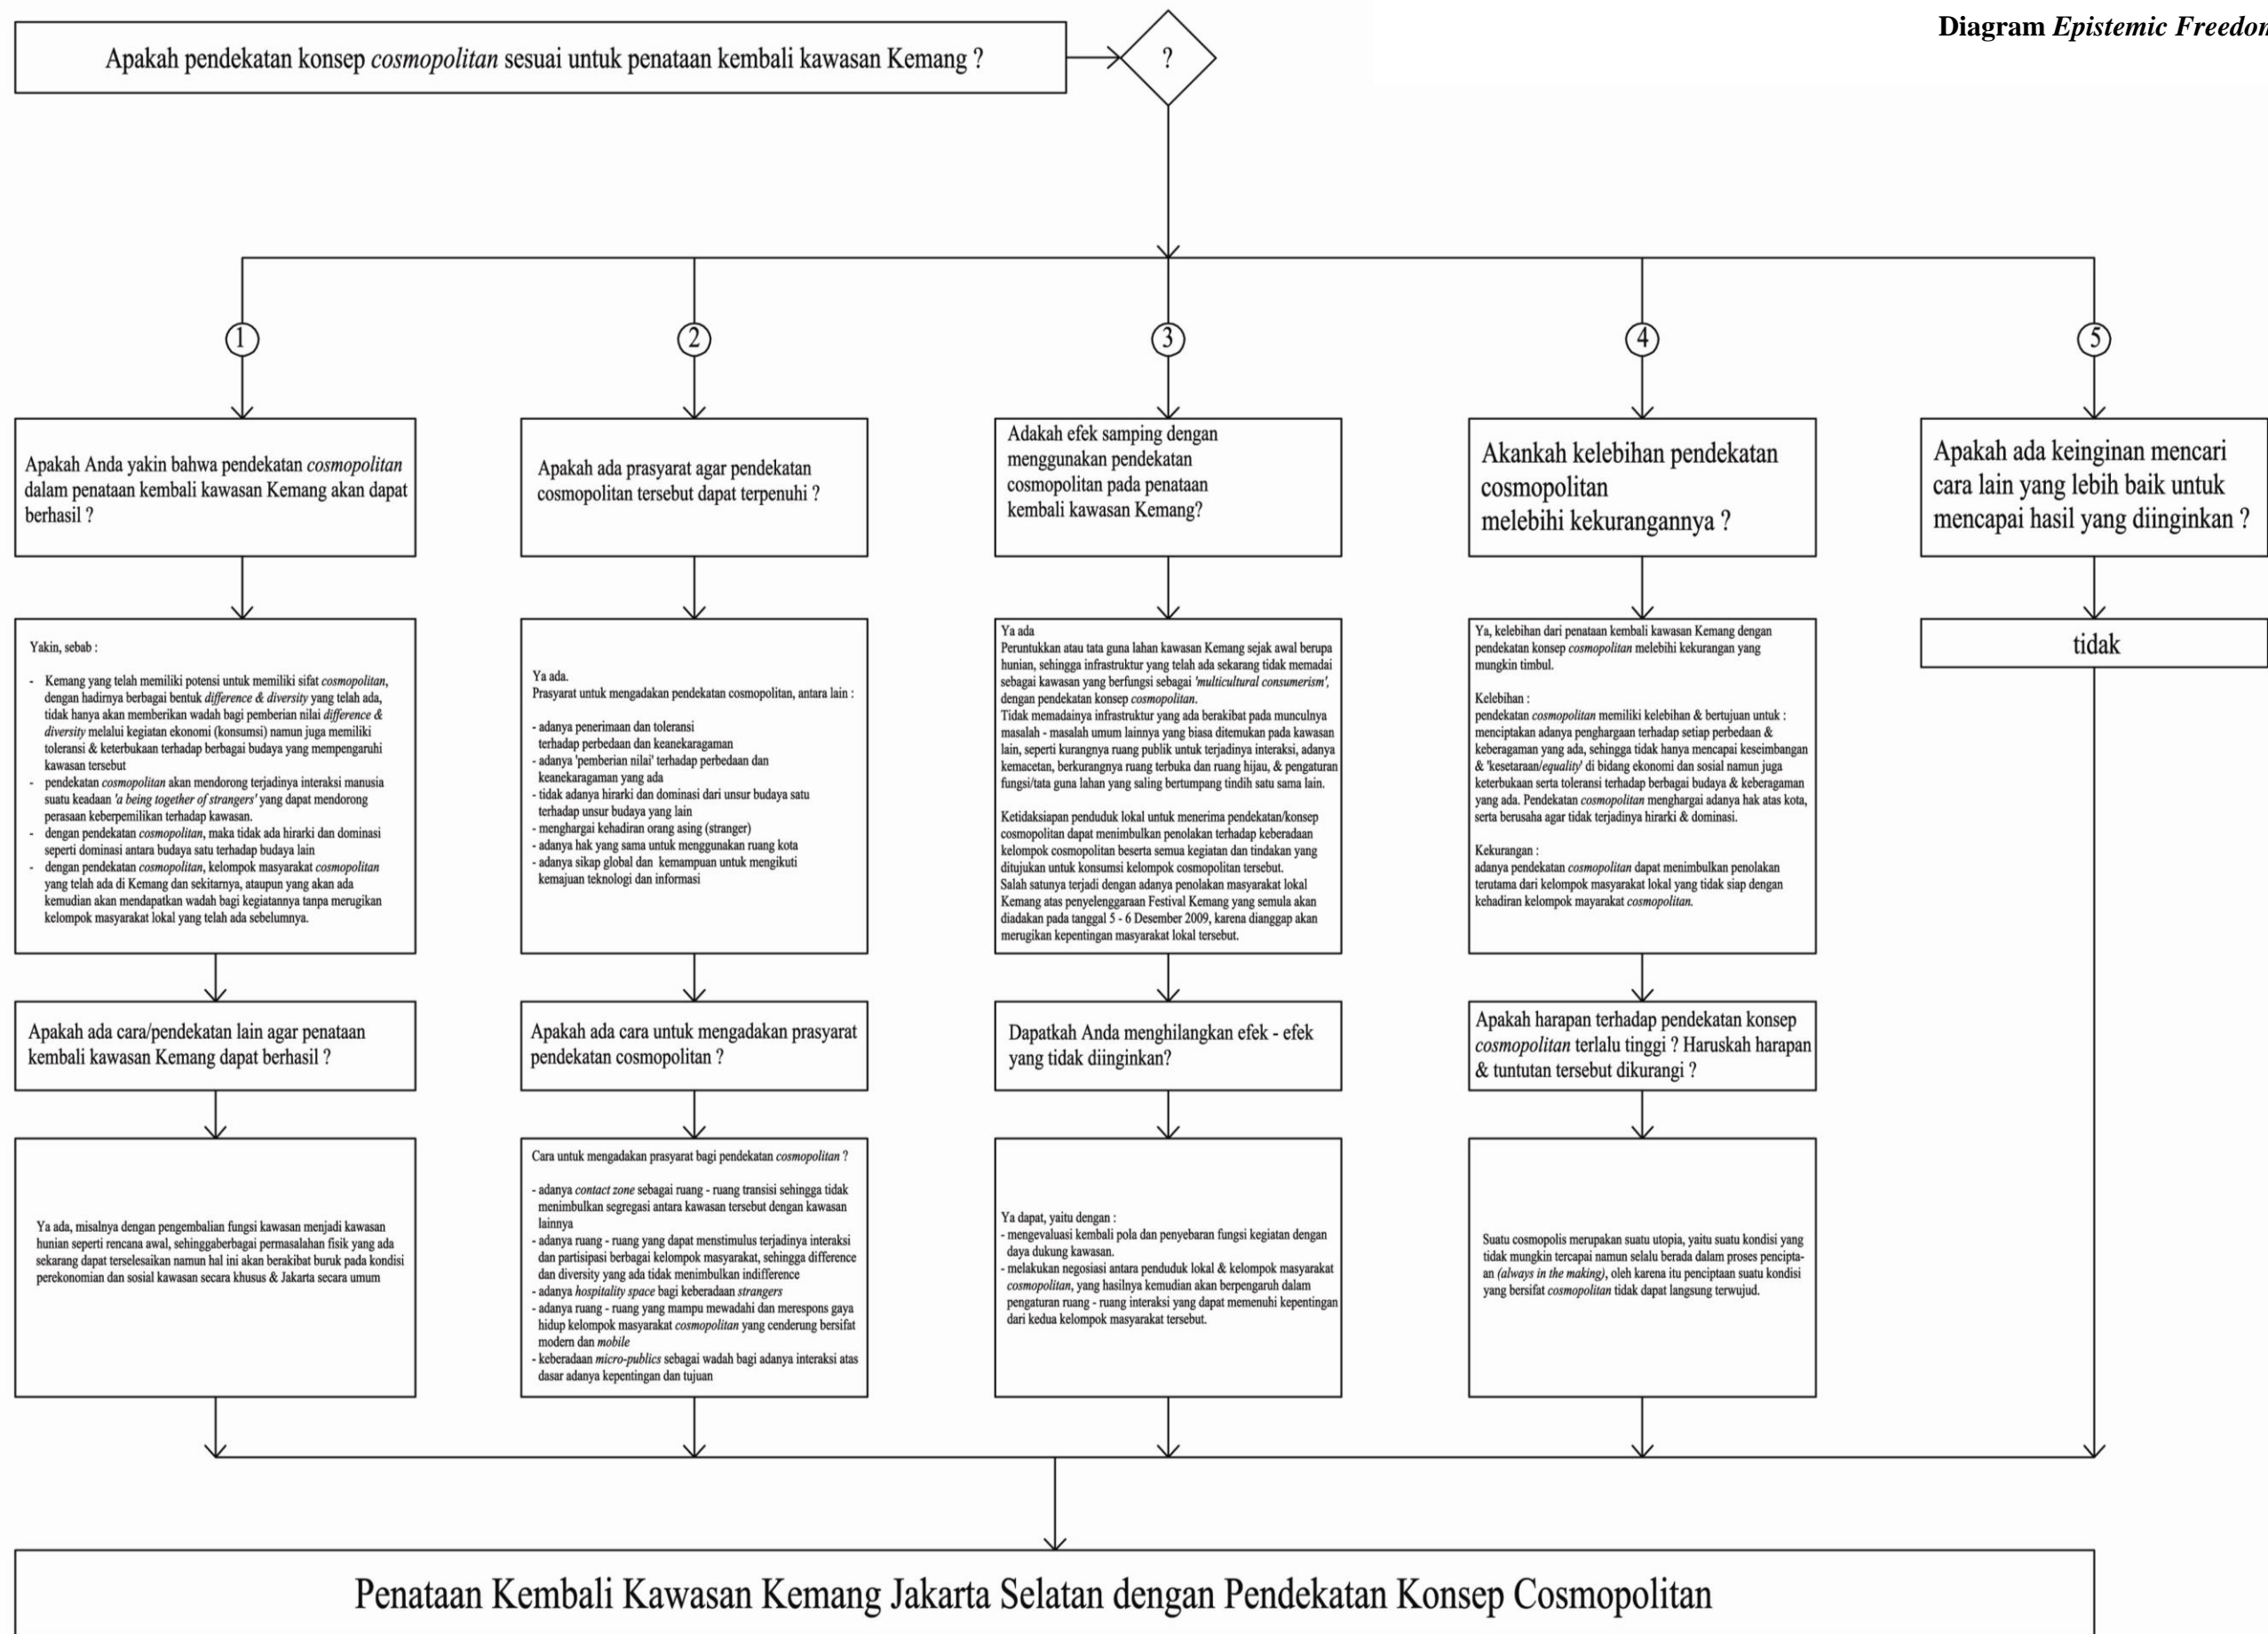 Diagram Epistemic Freedom
Apakah pendekatan konsep cosmopolitan sesuai untuk penataan kembali kawasan Kemang ?
?
1
2
3
4
5
Apakah Anda yakin bahwa pendekatan cosmopolitan
dalam penataan kembali kawasan Kemang akan dapat
berhasil ?
Apakah ada prasyarat agar pendekatan
cosmopolitan tersebut dapat terpenuhi ?
Adakah efek samping dengan
menggunakan pendekatan
cosmopolitan pada penataan
kembali kawasan Kemang?
Akankah kelebihan pendekatan
cosmopolitan
melebihi kekurangannya ?
Apakah ada keinginan mencari
cara lain yang lebih baik untuk
mencapai hasil yang diinginkan ?
Yakin, sebab :
- Kemang yang telah memiliki potensi untuk memiliki sifat cosmopolitan,
dengan hadirnya berbagai bentuk difference & diversity yang telah ada,
tidak hanya akan memberikan wadah bagi pemberian nilai difference &
diversity melalui kegiatan ekonomi (konsumsi) namun juga memiliki
toleransi & keterbukaan terhadap berbagai budaya yang mempengaruhi
kawasan tersebut
- pendekatan cosmopolitan akan mendorong terjadinya interaksi manusia
suatu keadaan 'a being together of strangers' yang dapat mendorong
perasaan keberpemilikan terhadap kawasan.
- dengan pendekatan cosmopolitan, maka tidak ada hirarki dan dominasi
seperti dominasi antara budaya satu terhadap budaya lain
- dengan pendekatan cosmopolitan, kelompok masyarakat cosmopolitan
yang telah ada di Kemang dan sekitarnya, ataupun yang akan ada
kemudian akan mendapatkan wadah bagi kegiatannya tanpa merugikan
kelompok masyarakat lokal yang telah ada sebelumnya.
Ya ada.
Prasyarat untuk mengadakan pendekatan cosmopolitan, antara lain :
- adanya penerimaan dan toleransi
terhadap perbedaan dan keanekaragaman
- adanya 'pemberian nilai' terhadap perbedaan dan
keanekaragaman yang ada
- tidak adanya hirarki dan dominasi dari unsur budaya satu
terhadap unsur budaya yang lain
- menghargai kehadiran orang asing (stranger)
- adanya hak yang sama untuk menggunakan ruang kota
- adanya sikap global dan kemampuan untuk mengikuti
kemajuan teknologi dan informasi
Ya ada
Peruntukkan atau tata guna lahan kawasan Kemang sejak awal berupa
hunian, sehingga infrastruktur yang telah ada sekarang tidak memadai
sebagai kawasan yang berfungsi sebagai 'multicultural consumerism',
dengan pendekatan konsep cosmopolitan.
Tidak memadainya infrastruktur yang ada berakibat pada munculnya
masalah - masalah umum lainnya yang biasa ditemukan pada kawasan
lain, seperti kurangnya ruang publik untuk terjadinya interaksi, adanya
kemacetan, berkurangnya ruang terbuka dan ruang hijau, & pengaturan
fungsi/tata guna lahan yang saling bertumpang tindih satu sama lain.
Ketidaksiapan penduduk lokal untuk menerima pendekatan/konsep
cosmopolitan dapat menimbulkan penolakan terhadap keberadaan
kelompok cosmopolitan beserta semua kegiatan dan tindakan yang
ditujukan untuk konsumsi kelompok cosmopolitan tersebut.
Salah satunya terjadi dengan adanya penolakan masyarakat lokal
Kemang atas penyelenggaraan Festival Kemang yang semula akan
diadakan pada tanggal 5 - 6 Desember 2009, karena dianggap akan
merugikan kepentingan masyarakat lokal tersebut.
Ya, kelebihan dari penataan kembali kawasan Kemang dengan
pendekatan konsep cosmopolitan melebihi kekurangan yang
mungkin timbul.
Kelebihan :
pendekatan cosmopolitan memiliki kelebihan & bertujuan untuk :
menciptakan adanya penghargaan terhadap setiap perbedaan &
keberagaman yang ada, sehingga tidak hanya mencapai keseimbangan
& 'kesetaraan/equality' di bidang ekonomi dan sosial namun juga
keterbukaan serta toleransi terhadap berbagai budaya & keberagaman
yang ada. Pendekatan cosmopolitan menghargai adanya hak atas kota,
serta berusaha agar tidak terjadinya hirarki & dominasi.
Kekurangan :
adanya pendekatan cosmopolitan dapat menimbulkan penolakan
terutama dari kelompok masyarakat lokal yang tidak siap dengan
kehadiran kelompok mayarakat cosmopolitan.
tidak
Apakah ada cara/pendekatan lain agar penataan
kembali kawasan Kemang dapat berhasil ?
Apakah ada cara untuk mengadakan prasyarat
pendekatan cosmopolitan ?
Dapatkah Anda menghilangkan efek - efek
yang tidak diinginkan?
Apakah harapan terhadap pendekatan konsep
cosmopolitan terlalu tinggi ? Haruskah harapan
& tuntutan tersebut dikurangi ?
Ya ada, misalnya dengan pengembalian fungsi kawasan menjadi kawasan
hunian seperti rencana awal, sehinggaberbagai permasalahan fisik yang ada
sekarang dapat terselesaikan namun hal ini akan berakibat buruk pada kondisi
perekonomian dan sosial kawasan secara khusus & Jakarta secara umum
Cara untuk mengadakan prasyarat bagi pendekatan cosmopolitan ?
- adanya contact zone sebagai ruang - ruang transisi sehingga tidak
menimbulkan segregasi antara kawasan tersebut dengan kawasan
lainnya
- adanya ruang - ruang yang dapat menstimulus terjadinya interaksi
dan partisipasi berbagai kelompok masyarakat, sehingga difference
dan diversity yang ada tidak menimbulkan indifference
- adanya hospitality space bagi keberadaan strangers
- adanya ruang - ruang yang mampu mewadahi dan merespons gaya
hidup kelompok masyarakat cosmopolitan yang cenderung bersifat
modern dan mobile
- keberadaan micro-publics sebagai wadah bagi adanya interaksi atas
dasar adanya kepentingan dan tujuan
Ya dapat, yaitu dengan :
- mengevaluasi kembali pola dan penyebaran fungsi kegiatan dengan
daya dukung kawasan.
- melakukan negosiasi antara penduduk lokal & kelompok masyarakat
cosmopolitan, yang hasilnya kemudian akan berpengaruh dalam
pengaturan ruang - ruang interaksi yang dapat memenuhi kepentingan
dari kedua kelompok masyarakat tersebut.
Suatu cosmopolis merupakan suatu utopia, yaitu suatu kondisi yang
tidak mungkin tercapai namun selalu berada dalam proses pencipta-
an (always in the making), oleh karena itu penciptaan suatu kondisi
yang bersifat cosmopolitan tidak dapat langsung terwujud.
Penataan Kembali Kawasan Kemang Jakarta Selatan dengan Pendekatan Konsep Cosmopolitan